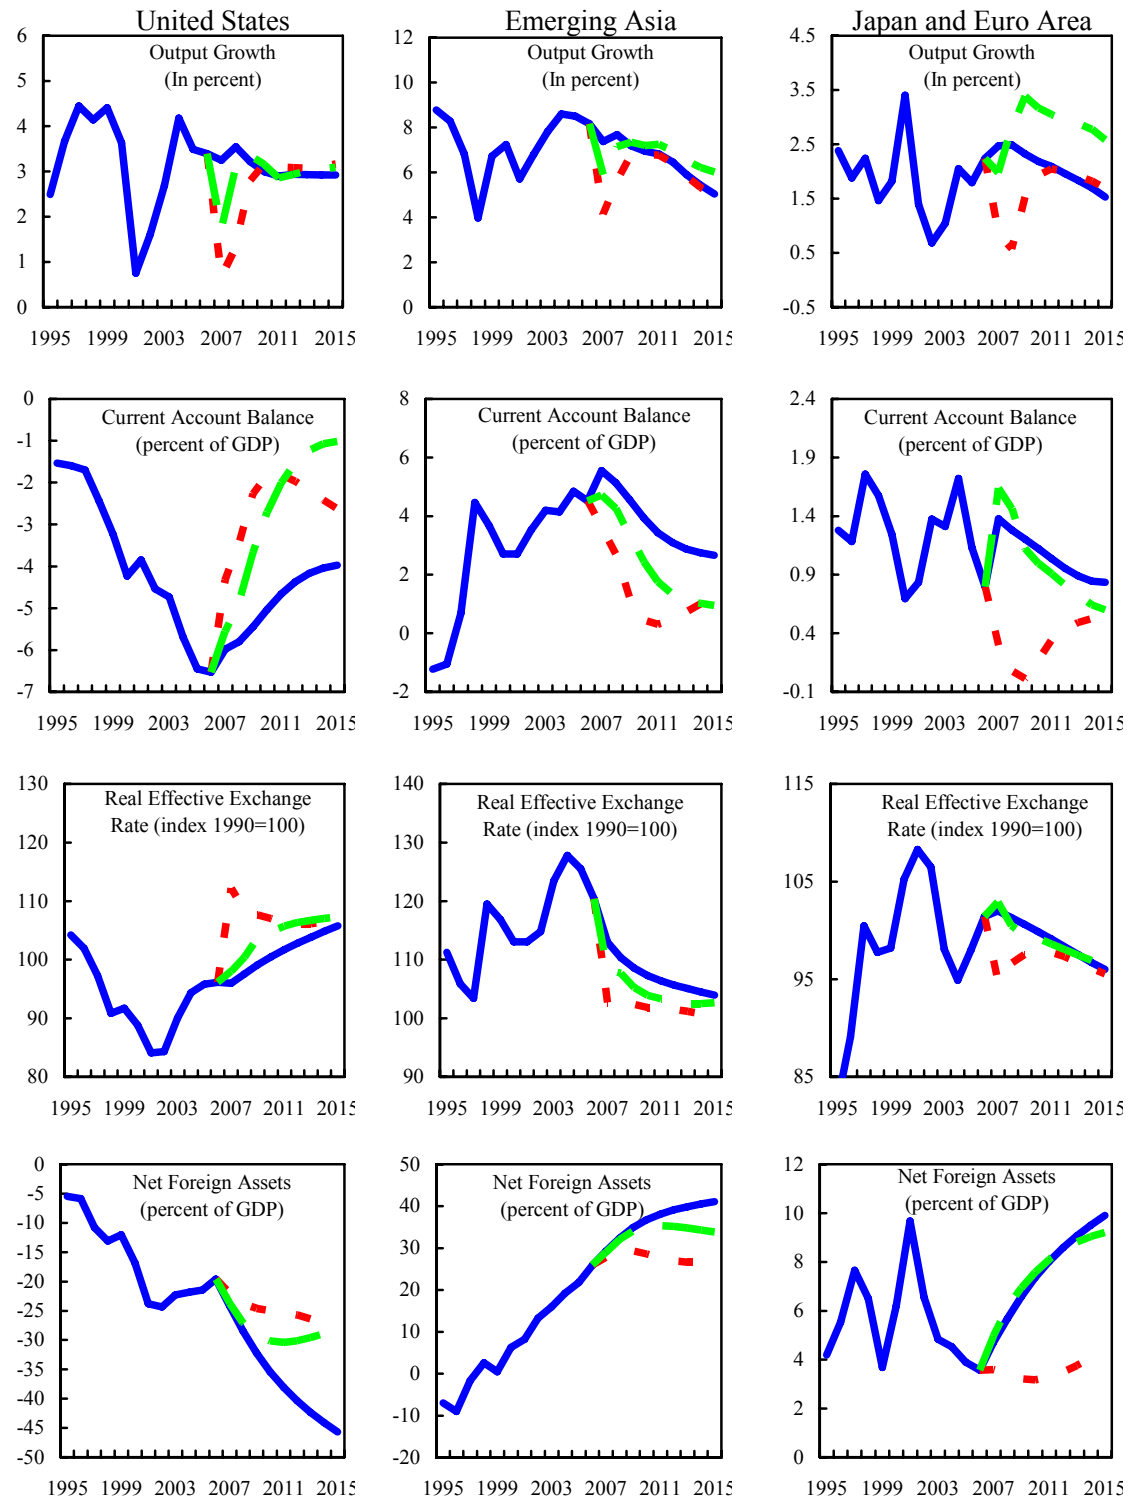 United States
Emerging Asia
Japan and Euro Area
6
5
4
3
2
1
0
Output Growth
(In percent)
1995 1999 2003 2007 2011 2015
12
10
8
6
4
2
0
Output Growth
(In percent)
1995 1999 2003 2007 2011 2015
4.5
3.5
2.5
1.5
0.5
-0.5
Output Growth
(In percent)
1995 1999 2003 2007 2011 2015
0
-1
-2
-3
-4
-5
-6
-7
Current Account Balance
(percent of GDP)
1995 1999 2003 2007 2011 2015
8
6
4
2
0
-2
Current Account Balance
(percent of GDP)
1995 1999 2003 2007 2011 2015
2.4
1.9
1.4
0.9
0.4
-0.1
Current Account Balance
(percent of GDP)
1995 1999 2003 2007 2011 2015
130
120
110
100
90
80
Real Effective Exchange
Rate (index 1990=100)
1995 1999 2003 2007 2011 2015
140
130
120
110
100
90
Real Effective Exchange
Rate (index 1990=100)
1995 1999 2003 2007 2011 2015
115
105
95
85
Real Effective Exchange
Rate (index 1990=100)
1995 1999 2003 2007 2011 2015
0
-5
-10
-15
-20
-25
-30
-35
-40
-45
-50
Net Foreign Assets
(percent of GDP)
1995 1999 2003 2007 2011 2015
50
40
30
20
10
0
-10
-20
Net Foreign Assets
(percent of GDP)
1995 1999 2003 2007 2011 2015
12
10
8
6
4
2
0
Net Foreign Assets
(percent of GDP)
1995 1999 2003 2007 2011 2015